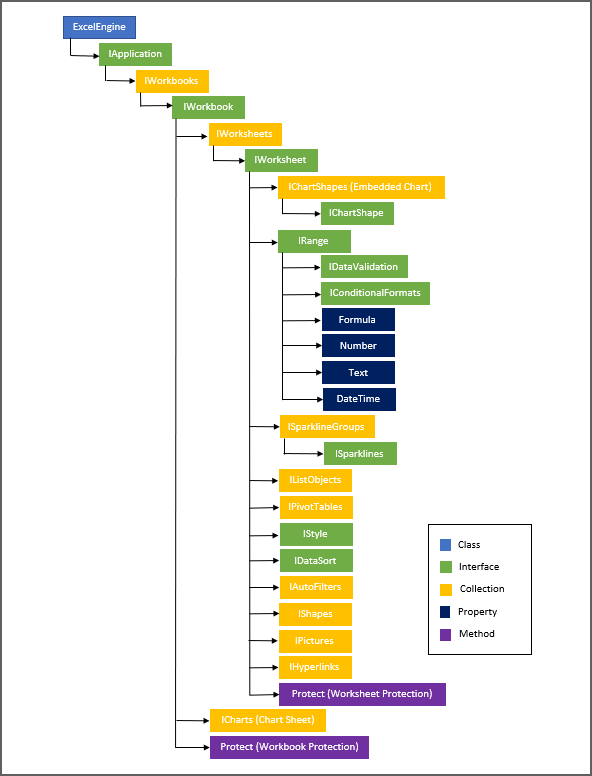 ExcelEngine
IApplication
IWorkbooks
IWorkbook
IWorksheets
IWorksheet
IChartShapes (Embedded Chart)
IChartShape
IRange
IDataValidation
IConditionalFormats
Formula
Number
Text
DateTime
ISparklineGroups
ISparklines
IListObjects
IPivotTables
IStyle
IDataSort
IAutoFilters
IShapes
IPictures
IHyperlinks
Protect (Worksheet Protection)
ICharts (Chart Sheet)
Protect (Workbook Protection)
Class
Interface
Collection
Property
Method